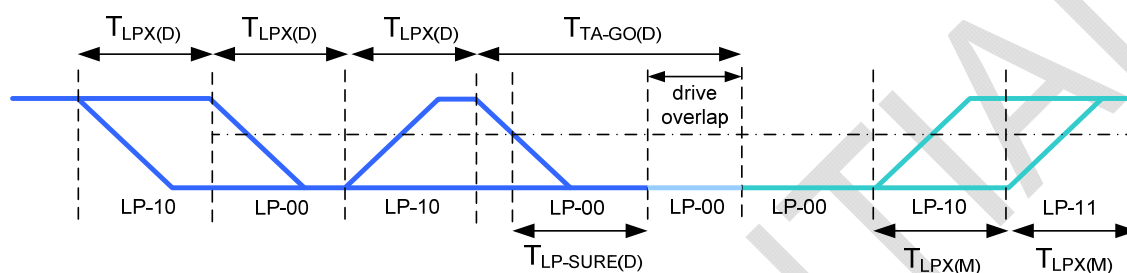 TLPX(D) TLPX(D) TLPX(D) TTA-GO(D)
drive
overlap
LP-10 LP-00 LP-10 LP-00 LP-00 LP-00 LP-10 LP-11
TLP-SURE(D) TLPX(M) TLPX(M)